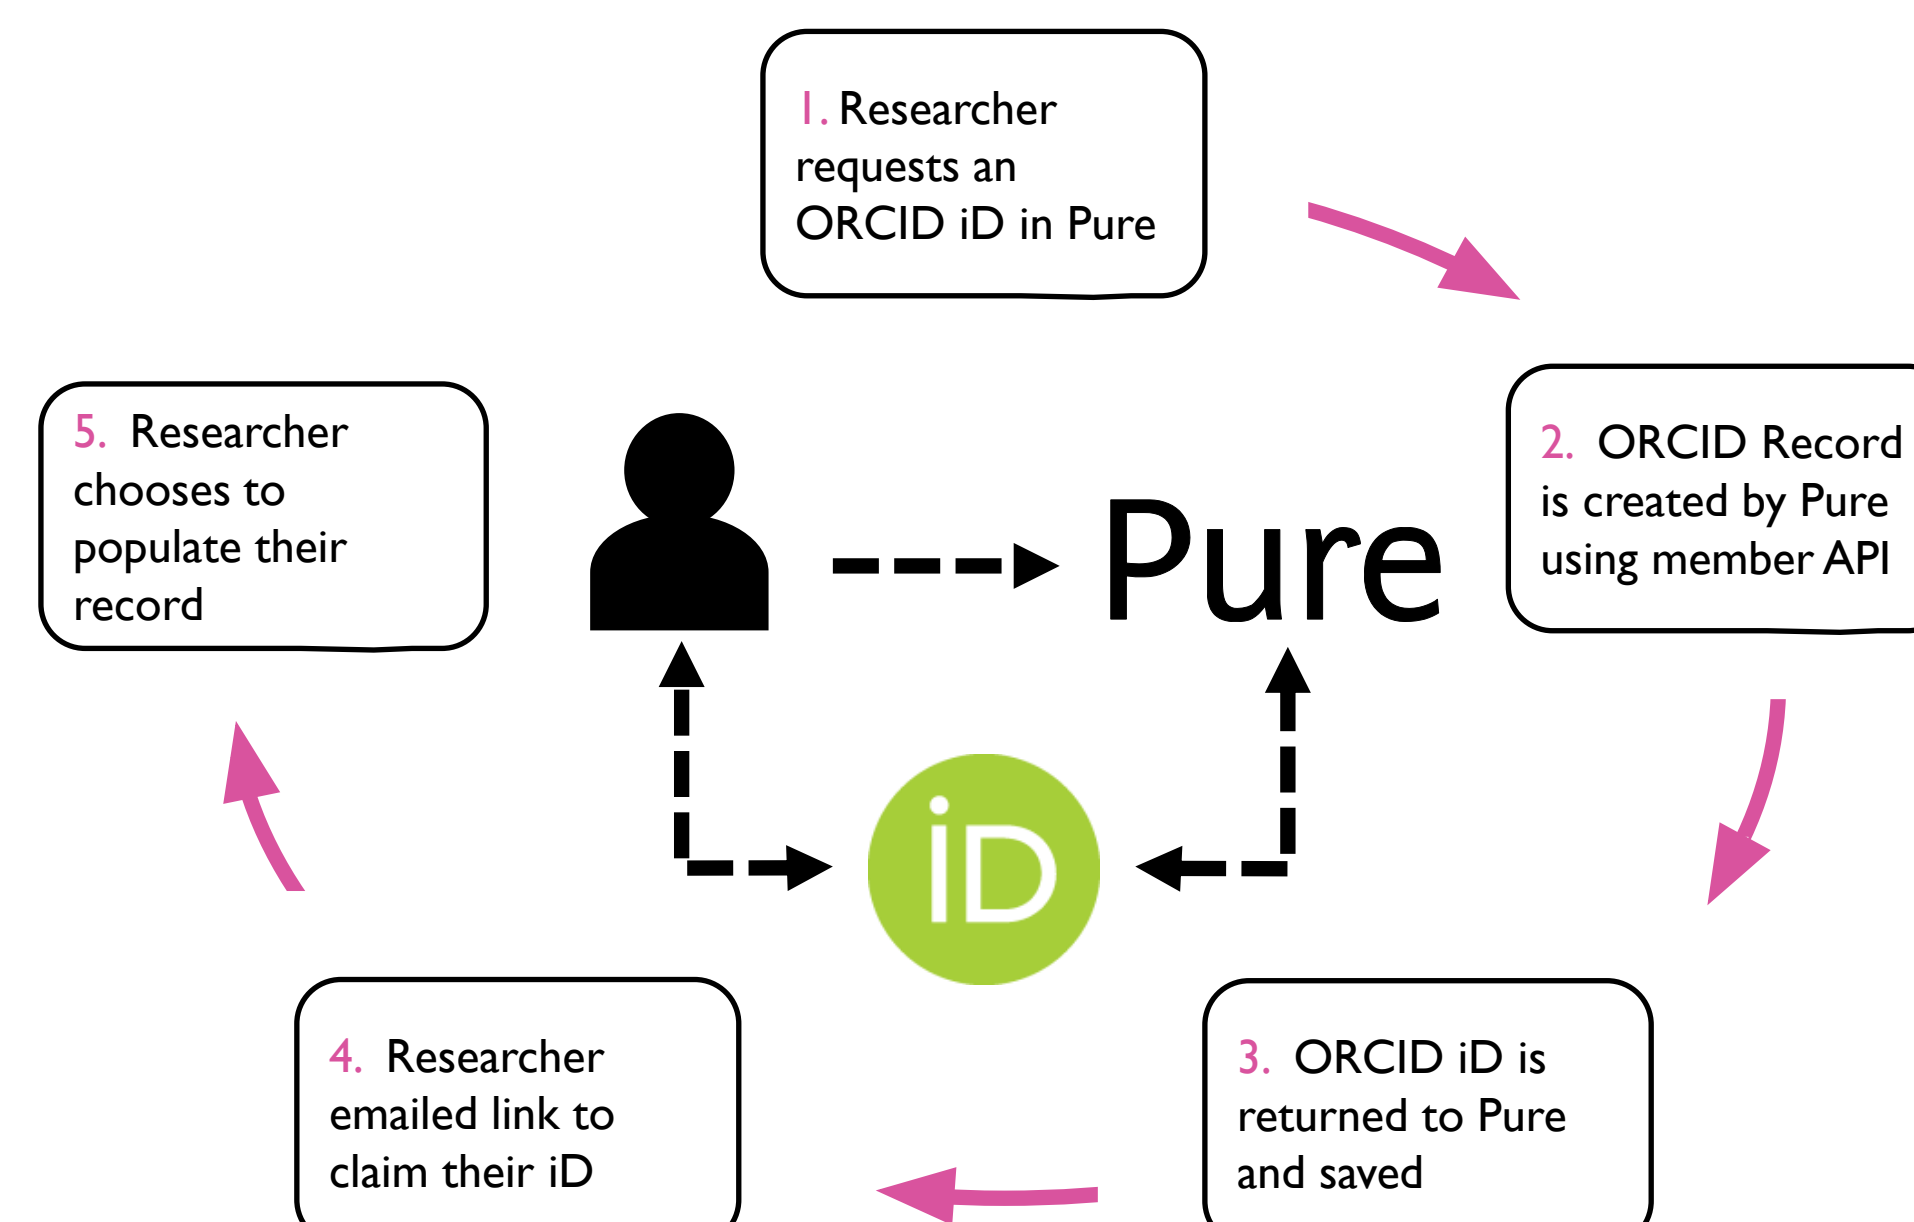 1. Researcher
requests an
ORCID iD in Pure
5. Researcher
chooses to
populate their
record
Pure
2. ORCID Record
is created by Pure
using member API
iD
4. Researcher
emailed link to
claim their iD
3. ORCID iD is
returned to Pure
and saved